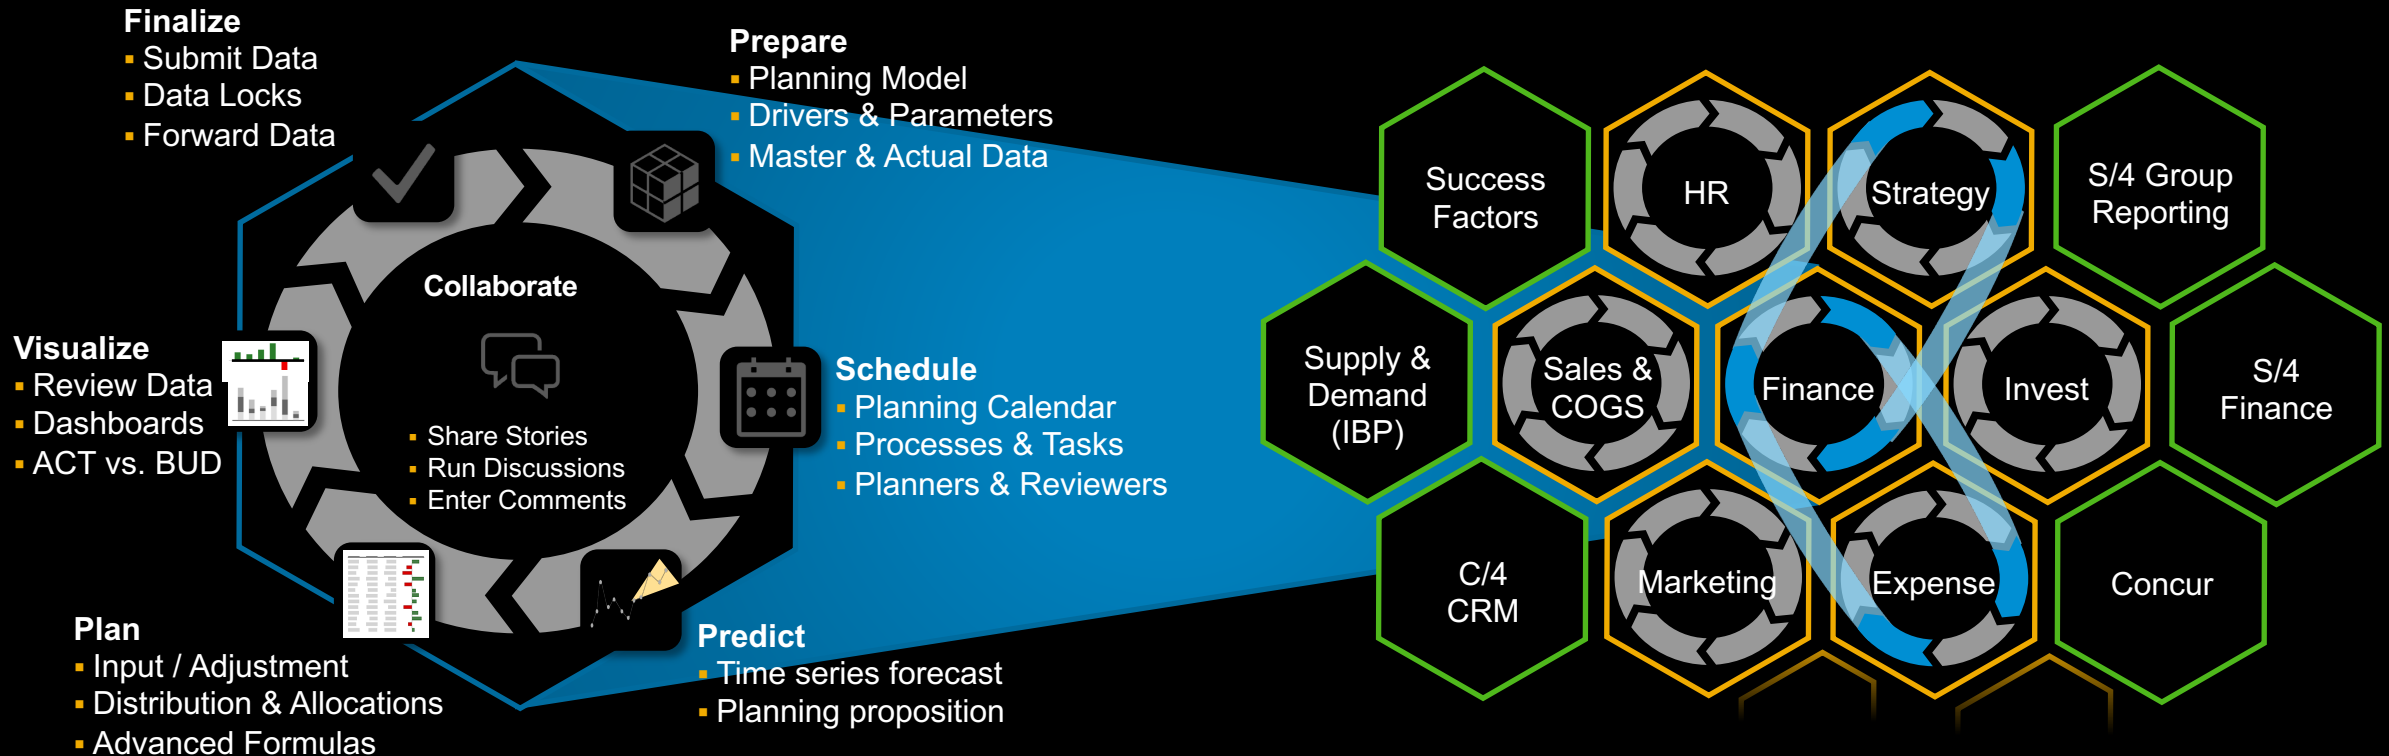 Finalize
▪ Submit Data
▪ Data Locks
▪ Forward Data
Prepare
▪ Planning Model
▪ Drivers & Parameters
▪ Master & Actual Data
Collaborate
▪ Share Stories
▪ Run Discussions
▪ Enter Comments
Visualize
▪ Review Data
▪ Dashboards
▪ ACT vs. BUD
Schedule
▪ Planning Calendar
▪ Processes & Tasks
▪ Planners & Reviewers
Plan
▪ Input / Adjustment
▪ Distribution & Allocations
▪ Advanced Formulas
Predict
▪ Time series forecast
▪ Planning proposition
Success
Factors
HR
Strategy
S/4 Group
Reporting
Supply &
Demand
(IBP)
Sales &
COGS
Finance
Invest
S/4
Finance
C/4
CRM
Marketing
Expense
Concur